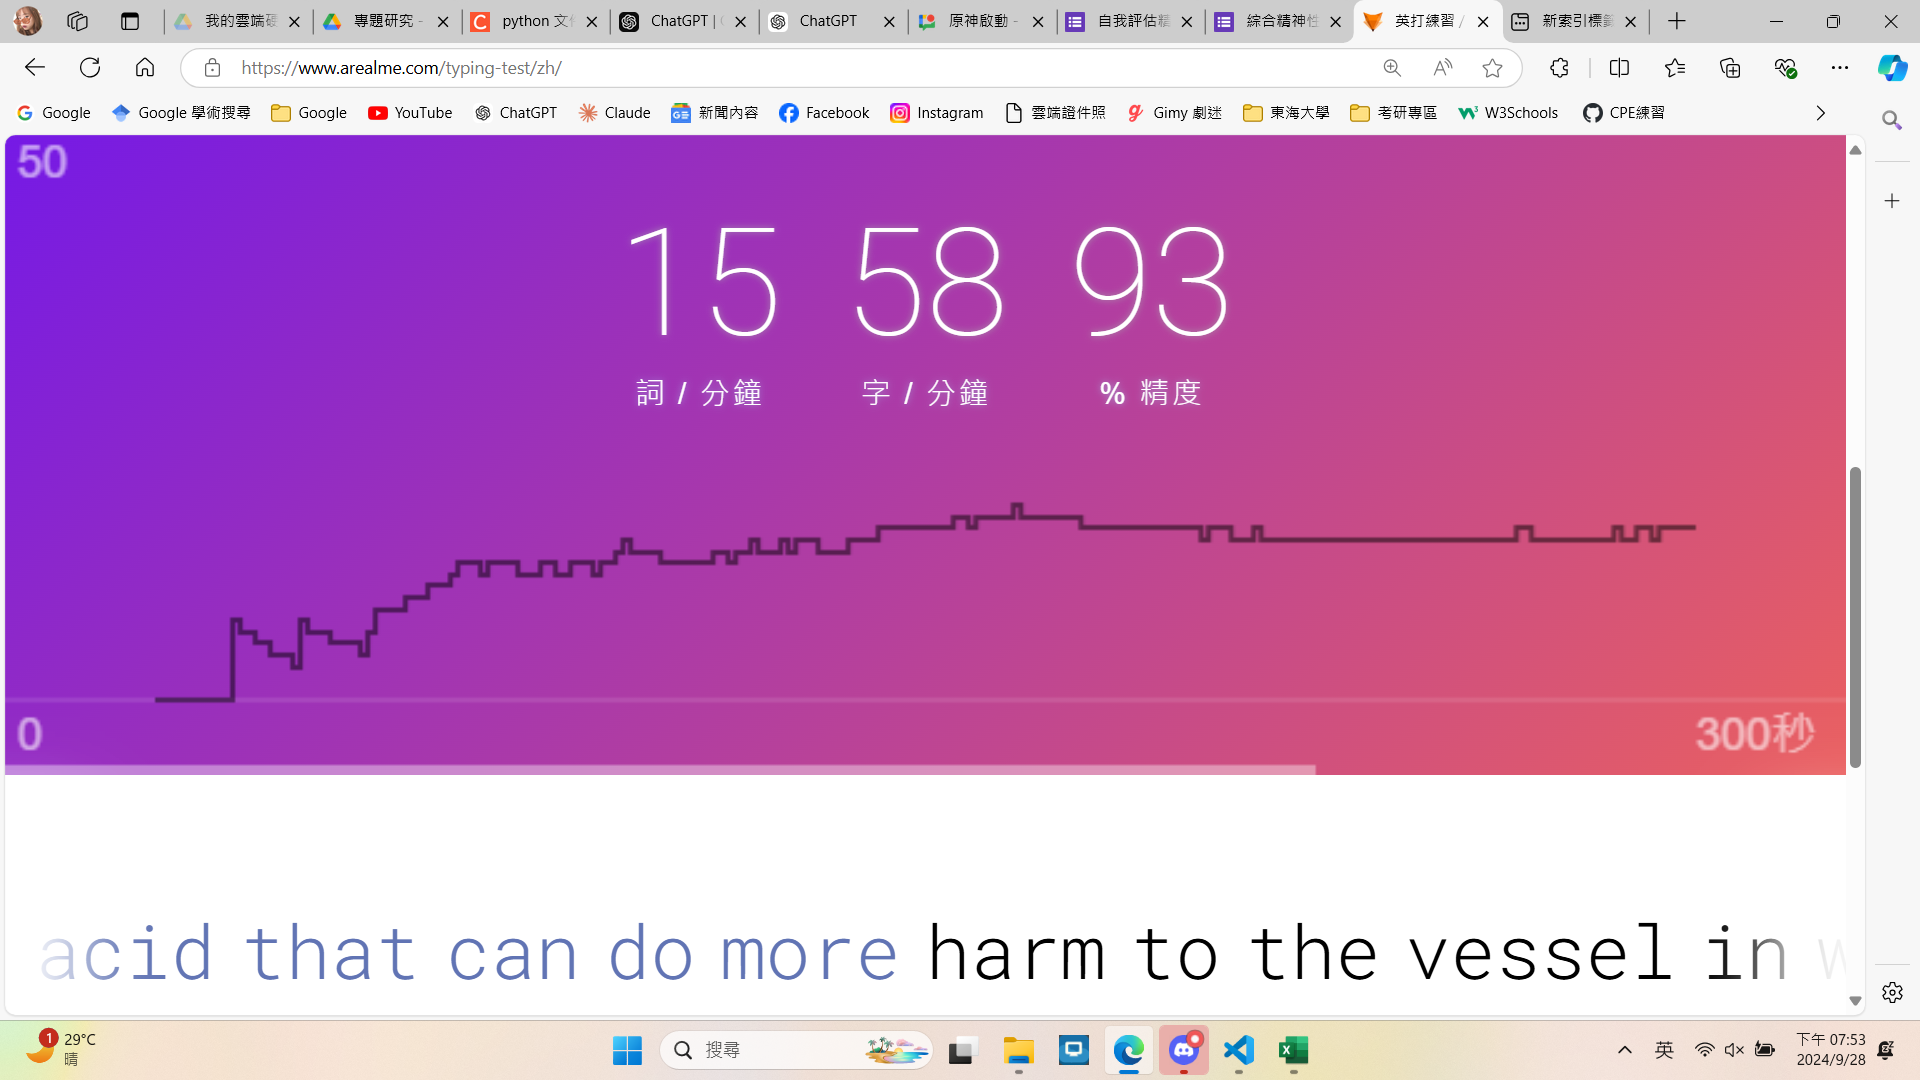 我的雲端硬
專題研究 -
python 文件
ChatGPT | 
ChatGPT
原神啟動 -
自我評估精
綜合精神性
英打練習 /
新索引標籤
https://www.arealme.com/typing-test/zh/
Google
Google 學術搜尋
Google
YouTube
ChatGPT
Claude
新聞內容
Facebook
Instagram
雲端證件照
Gimy 劇迷
東海大學
考研專區
W3Schools
CPE練習
50
15 58 93
詞 / 分鐘
字 / 分鐘
% 精度
0
300秒
acid that can do more harm to the vessel in w
1
29°C
晴
搜尋
英
下午 07:53
2024/9/28